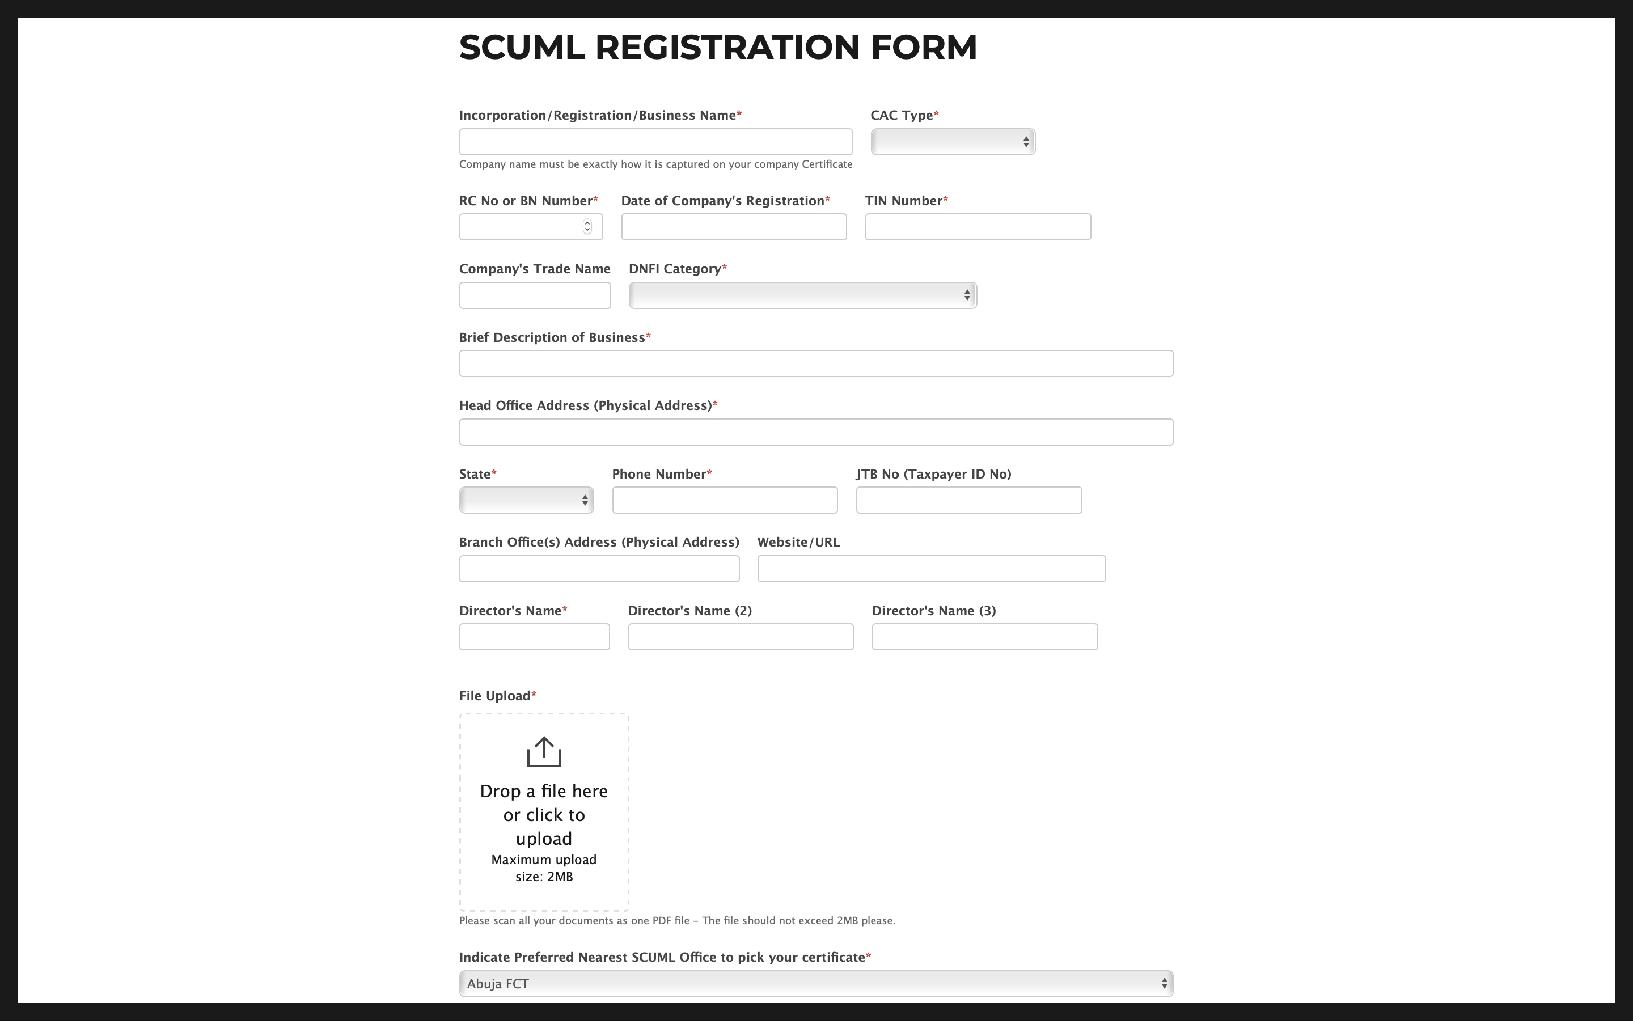 SCUML REGISTRATION FORM
Incorporation/Registration/Business Name* CAC Type*
Company name must be exactly how it is captured on your company Certificate
RC No or BN Number* Date of Company's Registration* TIN Number*
Company's Trade Name DNFI Category*
Brief Description of Business*
Head Office Address (Physical Address)*
State* Phone Number* JTB No (Taxpayer ID No)
Branch Office(s) Address (Physical Address) Website/URL
Director's Name* Director's Name (2) Director's Name (3)
File Upload*
Drop a file here
or click to
upload
Maximum upload
size: 2MB
Please scan all your documents as one PDF file - The file should not exceed 2MB please.
Indicate Preferred Nearest SCUML Office to pick your certificate*
Abuja FCT